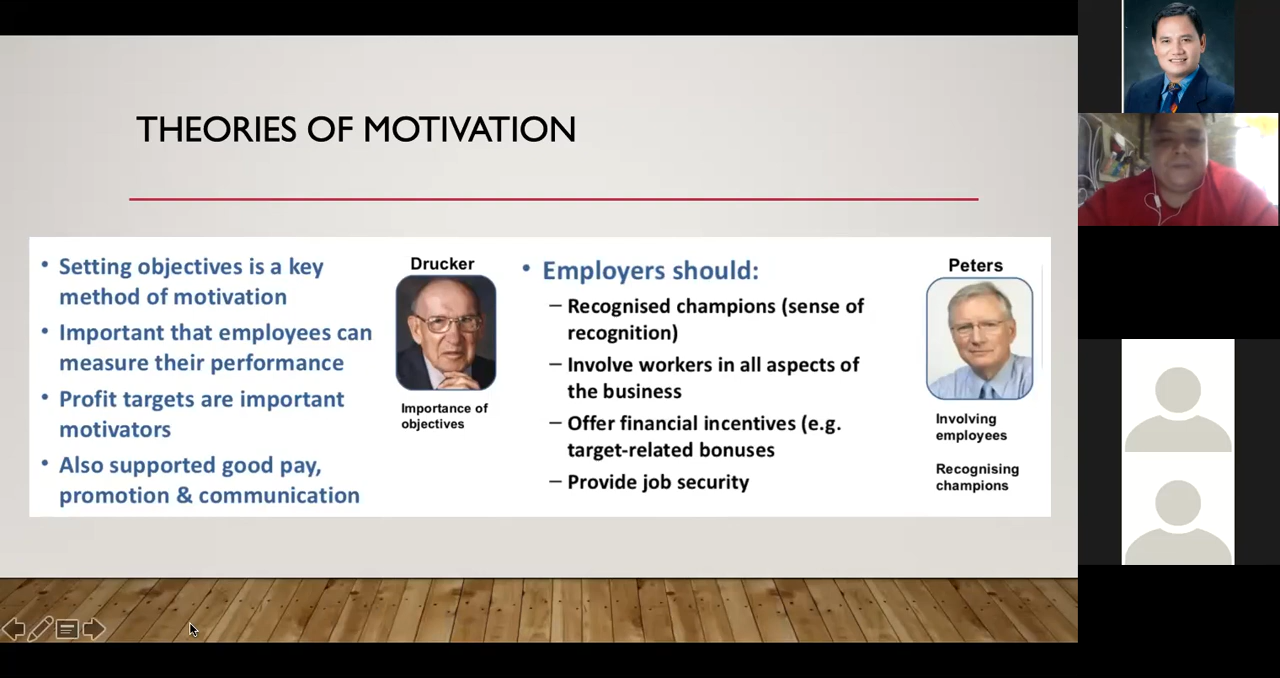 THEORIES OF MOTIVATION
• Setting objectives is a key
method of motivation
• Important that employees can
measure their performance
• Profit targets are important
motivators
• Also supported good pay,
promotion & communication
Drucker
Importance of
objectives
• Employers should:
– Recognised champions (sense of
recognition)
– Involve workers in all aspects of
the business
– Offer financial incentives (e.g.
target-related bonuses
– Provide job security
Peters
Involving
employees
Recognising
champions